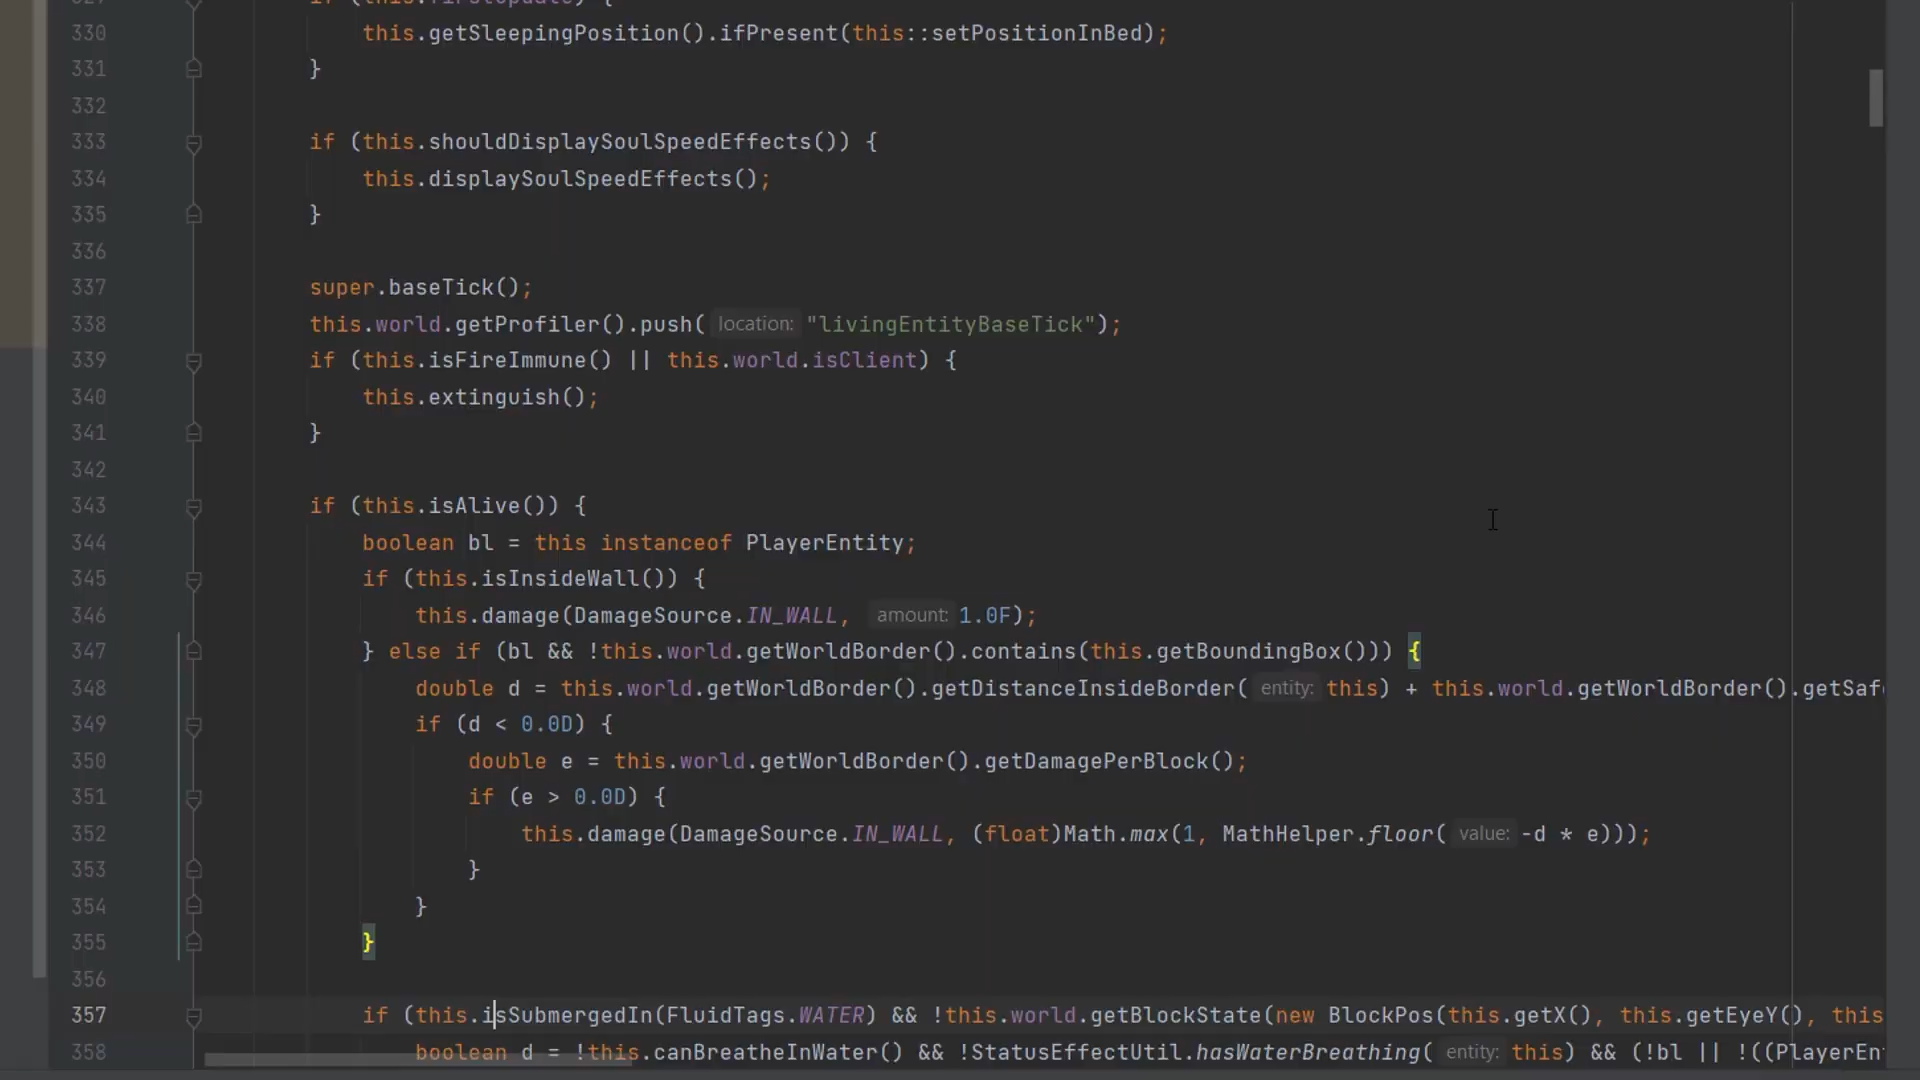 330 this.getSleepingPosition().ifPresent(this::setPositionInBed);
331 }
332
333 if (this.shouldDisplaySoulSpeedEffects()) {
334 this.displaySoulSpeedEffects();
335 }
336
337 super.baseTick();
338 this.world.getProfiler().push( location: "livingEntityBaseTick");
339 if (this.isFireImmune() || this.world.isClient) {
340 this.extinguish();
341 }
342
343 if (this.isAlive()) {
344 boolean bl = this instanceof PlayerEntity;
345 if (this.isInsideWall()) {
346 this.damage(DamageSource.IN_WALL, amount: 1.0F);
347 } else if (bl && !this.world.getWorldBorder().contains(this.getBoundingBox())) {
348 double d = this.world.getWorldBorder().getDistanceInsideBorder( entity: this) + this.world.getWorldBorder().getSaf
349 if (d < 0.0D) {
350 double e = this.world.getWorldBorder().getDamagePerBlock();
351 if (e > 0.0D) {
352 this.damage(DamageSource.IN_WALL, (float)Math.max(1, MathHelper.floor( value: -d * e)));
353 }
354 }
355 }
356
357 if (this.isSubmergedIn(FluidTags.WATER) && !this.world.getBlockState(new BlockPos(this.getX(), this.getEyeY(), this
358 boolean d = !this.canBreatheInWater() && !StatusEffectUtil.hasWaterBreathing( entity: this) && (!bl || !((PlayerEn